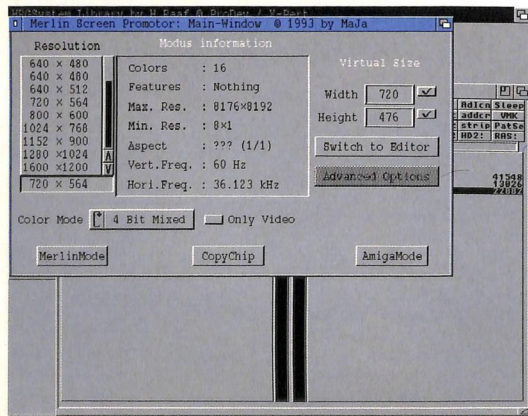 Merlin Screen Promotor: Main-Window © 1993 by MaJa
Resolution
640 × 480
640 × 480
640 × 512
720 × 564
800 × 600
1024 × 768
1152 × 900
1280 ×1024
1600 ×1200
720 × 564
Modus information
Colors : 16
Features : Nothing
Max. Res. : 8176×8192
Min. Res. : 8×1
Aspect : ??? (1/1)
Vert.Freq. : 60 Hz
Hori.Freq. : 36.123 kHz
Virtual Size
Width 720
Height 476
Switch to Editor
Advanced Options
Color Mode 4 Bit Mixed Only Video
MerlinMode CopyChip AmigaMode
AdIcn Sleep
addcr VMK
strip PatSe
HD2: RAS:
41548
13826
22882